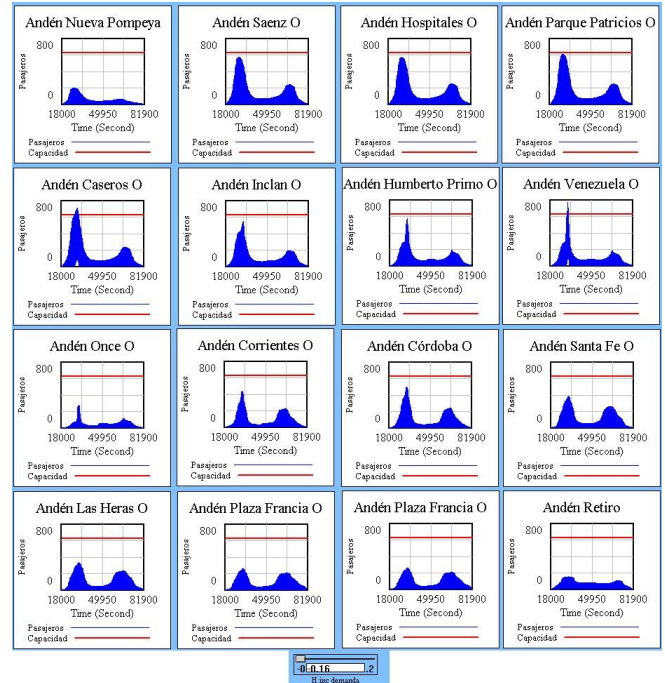 Andén Nueva Pompeya
800
Pasajeros
0
18000 49950 81900
Time (Second)
Pasajeros
Capacidad
Andén Saenz O
800
Pasajeros
0
18000 49950 81900
Time (Second)
Pasajeros
Capacidad
Andén Hospitales O
800
Pasajeros
0
18000 49950 81900
Time (Second)
Pasajeros
Capacidad
Andén Parque Patricios O
800
Pasajeros
0
18000 49950 81900
Time (Second)
Pasajeros
Capacidad
Andén Caseros O
800
Pasajeros
0
18000 49950 81900
Time (Second)
Pasajeros
Capacidad
Andén Inclan O
800
Pasajeros
0
18000 49950 81900
Time (Second)
Pasajeros
Capacidad
Andén Humberto Primo O
800
Pasajeros
0
18000 49950 81900
Time (Second)
Pasajeros
Capacidad
Andén Venezuela O
800
Pasajeros
0
18000 49950 81900
Time (Second)
Pasajeros
Capacidad
Andén Once O
800
Pasajeros
0
18000 49950 81900
Time (Second)
Pasajeros
Capacidad
Andén Corrientes O
800
Pasajeros
0
18000 49950 81900
Time (Second)
Pasajeros
Capacidad
Andén Córdoba O
800
Pasajeros
0
18000 49950 81900
Time (Second)
Pasajeros
Capacidad
Andén Santa Fe O
800
Pasajeros
0
18000 49950 81900
Time (Second)
Pasajeros
Capacidad
Andén Las Heras O
800
Pasajeros
0
18000 49950 81900
Time (Second)
Pasajeros
Capacidad
Andén Plaza Francia O
800
Pasajeros
0
18000 49950 81900
Time (Second)
Pasajeros
Capacidad
Andén Plaza Francia O
800
Pasajeros
0
18000 49950 81900
Time (Second)
Pasajeros
Capacidad
Andén Retiro
800
Pasajeros
0
18000 49950 81900
Time (Second)
Pasajeros
Capacidad
-0 -0.16 .2
H inc demanda